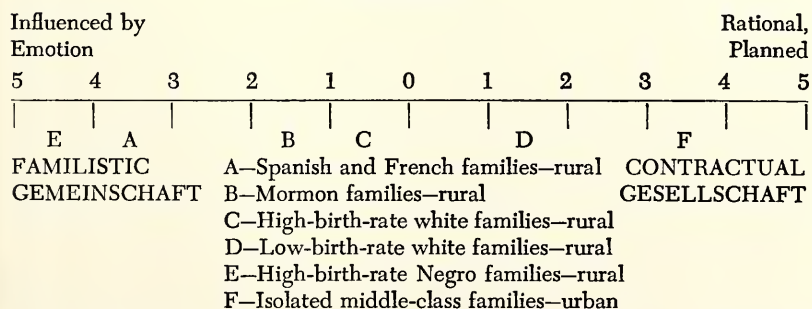 Influenced by Rational,
Emotion Planned
5 4 3 2 1 0 1 2 3 4 5
E A B C D F
FAMILISTIC A—Spanish and French families—rural CONTRACTUAL
GEMEINSCHAFT B—Mormon families—rural GESELLSCHAFT
C—High-birth-rate white families—rural
D—Low-birth-rate white families—rural
E—High-birth-rate Negro families—rural
F—Isolated middle-class families—urban